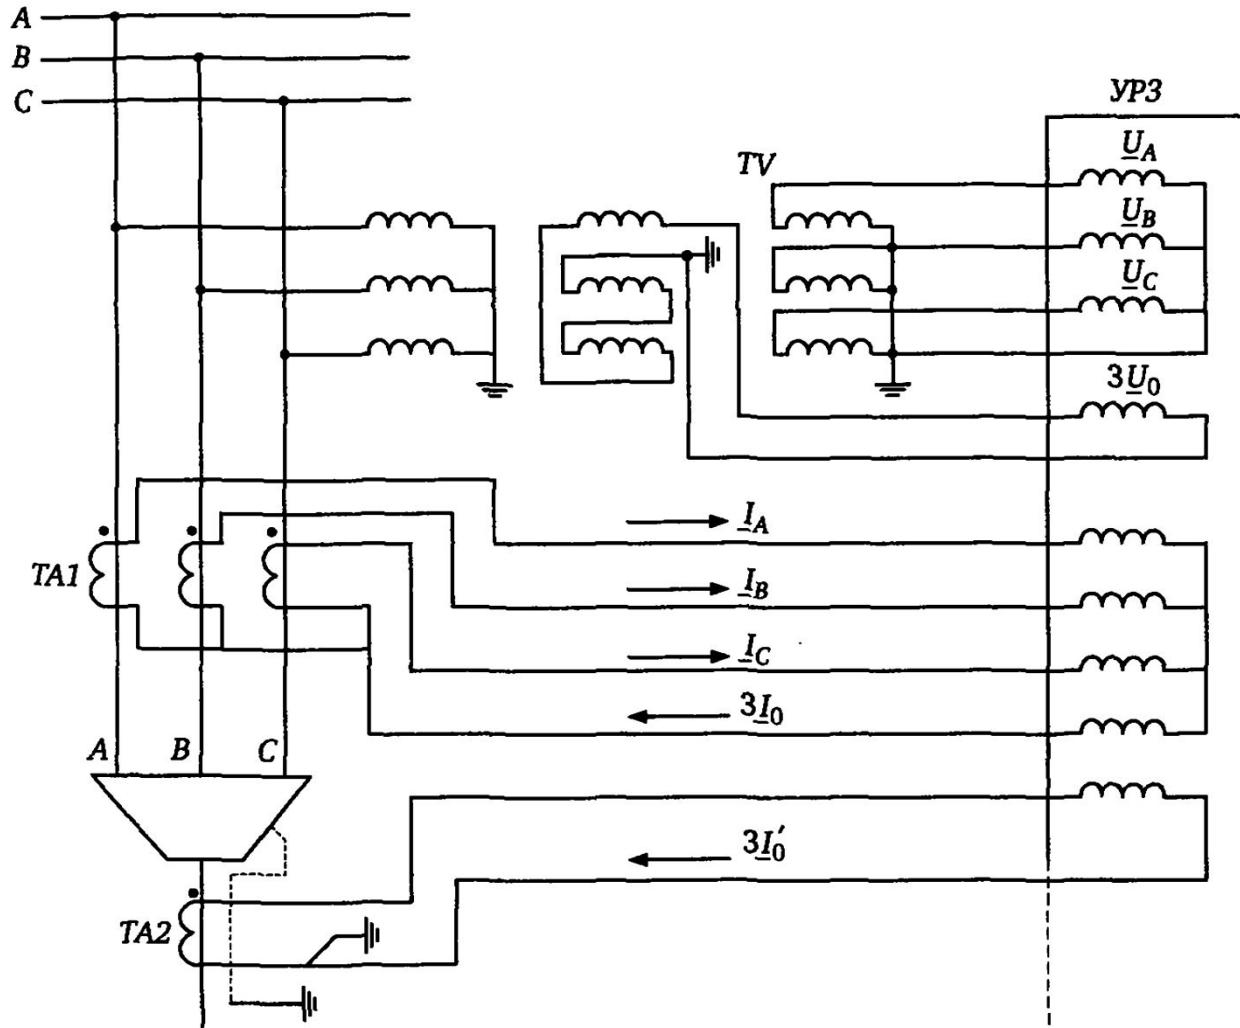 A
B
C
УРЗ
TV
U_A
U_B
U_C
3U_0
TA1
I_A
I_B
I_C
3I_0
A B C
3I_0′
TA2